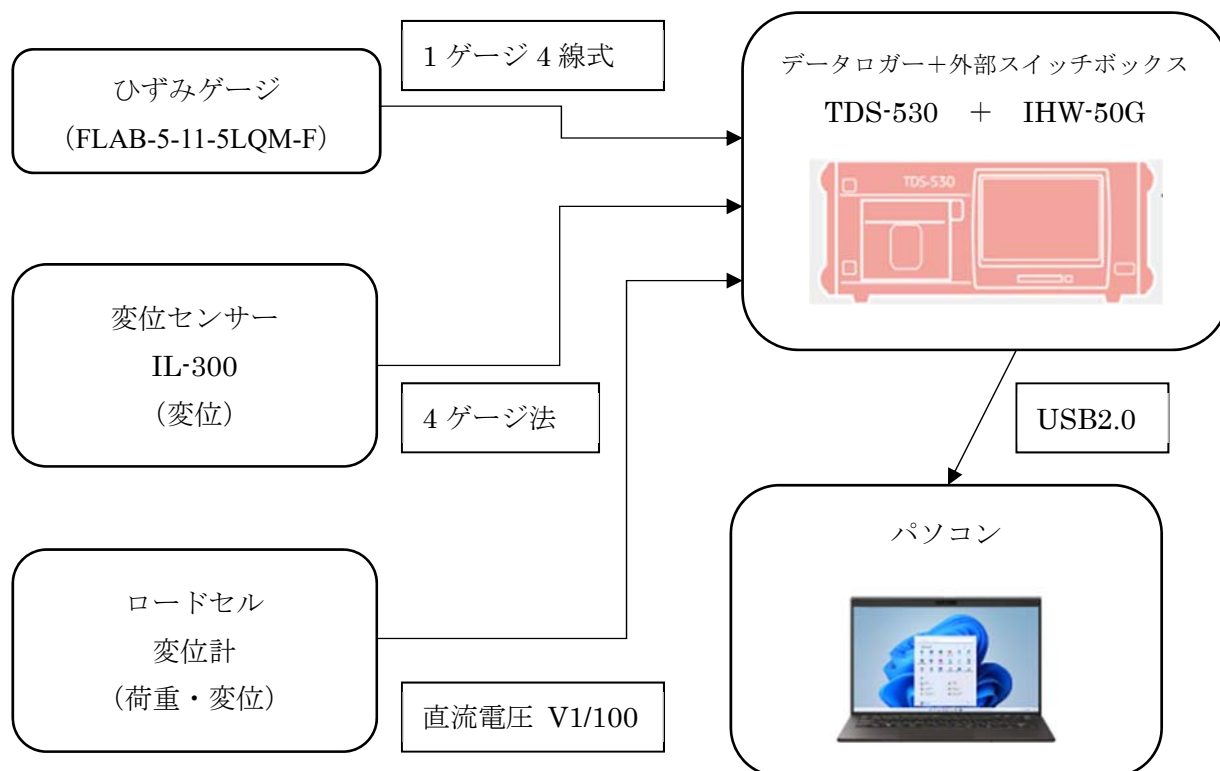 1 ゲージ 4 線式
ひずみゲージ
（FLAB-5-11-5LQM-F）
データロガー＋外部スイッチボックス
TDS-530 ＋ IHW-50G
TDS-530
変位センサー
IL-300
（変位）
4 ゲージ法
USB2.0
ロードセル
変位計
（荷重・変位）
直流電圧 V1/100
パソコン